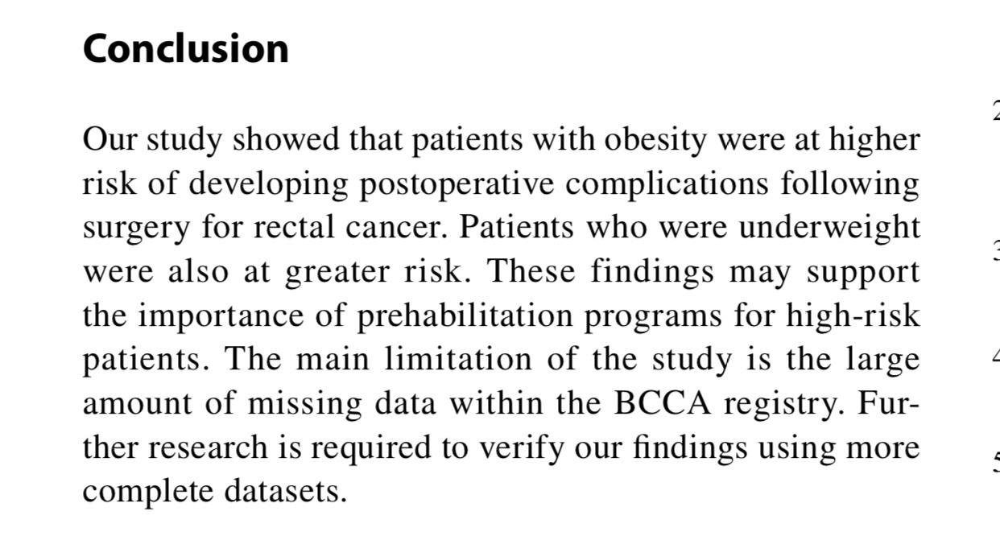 Conclusion
Our study showed that patients with obesity were at higher
risk of developing postoperative complications following
surgery for rectal cancer. Patients who were underweight
were also at greater risk. These findings may support
the importance of prehabilitation programs for high-risk
patients. The main limitation of the study is the large
amount of missing data within the BCCA registry. Fur-
ther research is required to verify our findings using more
complete datasets.